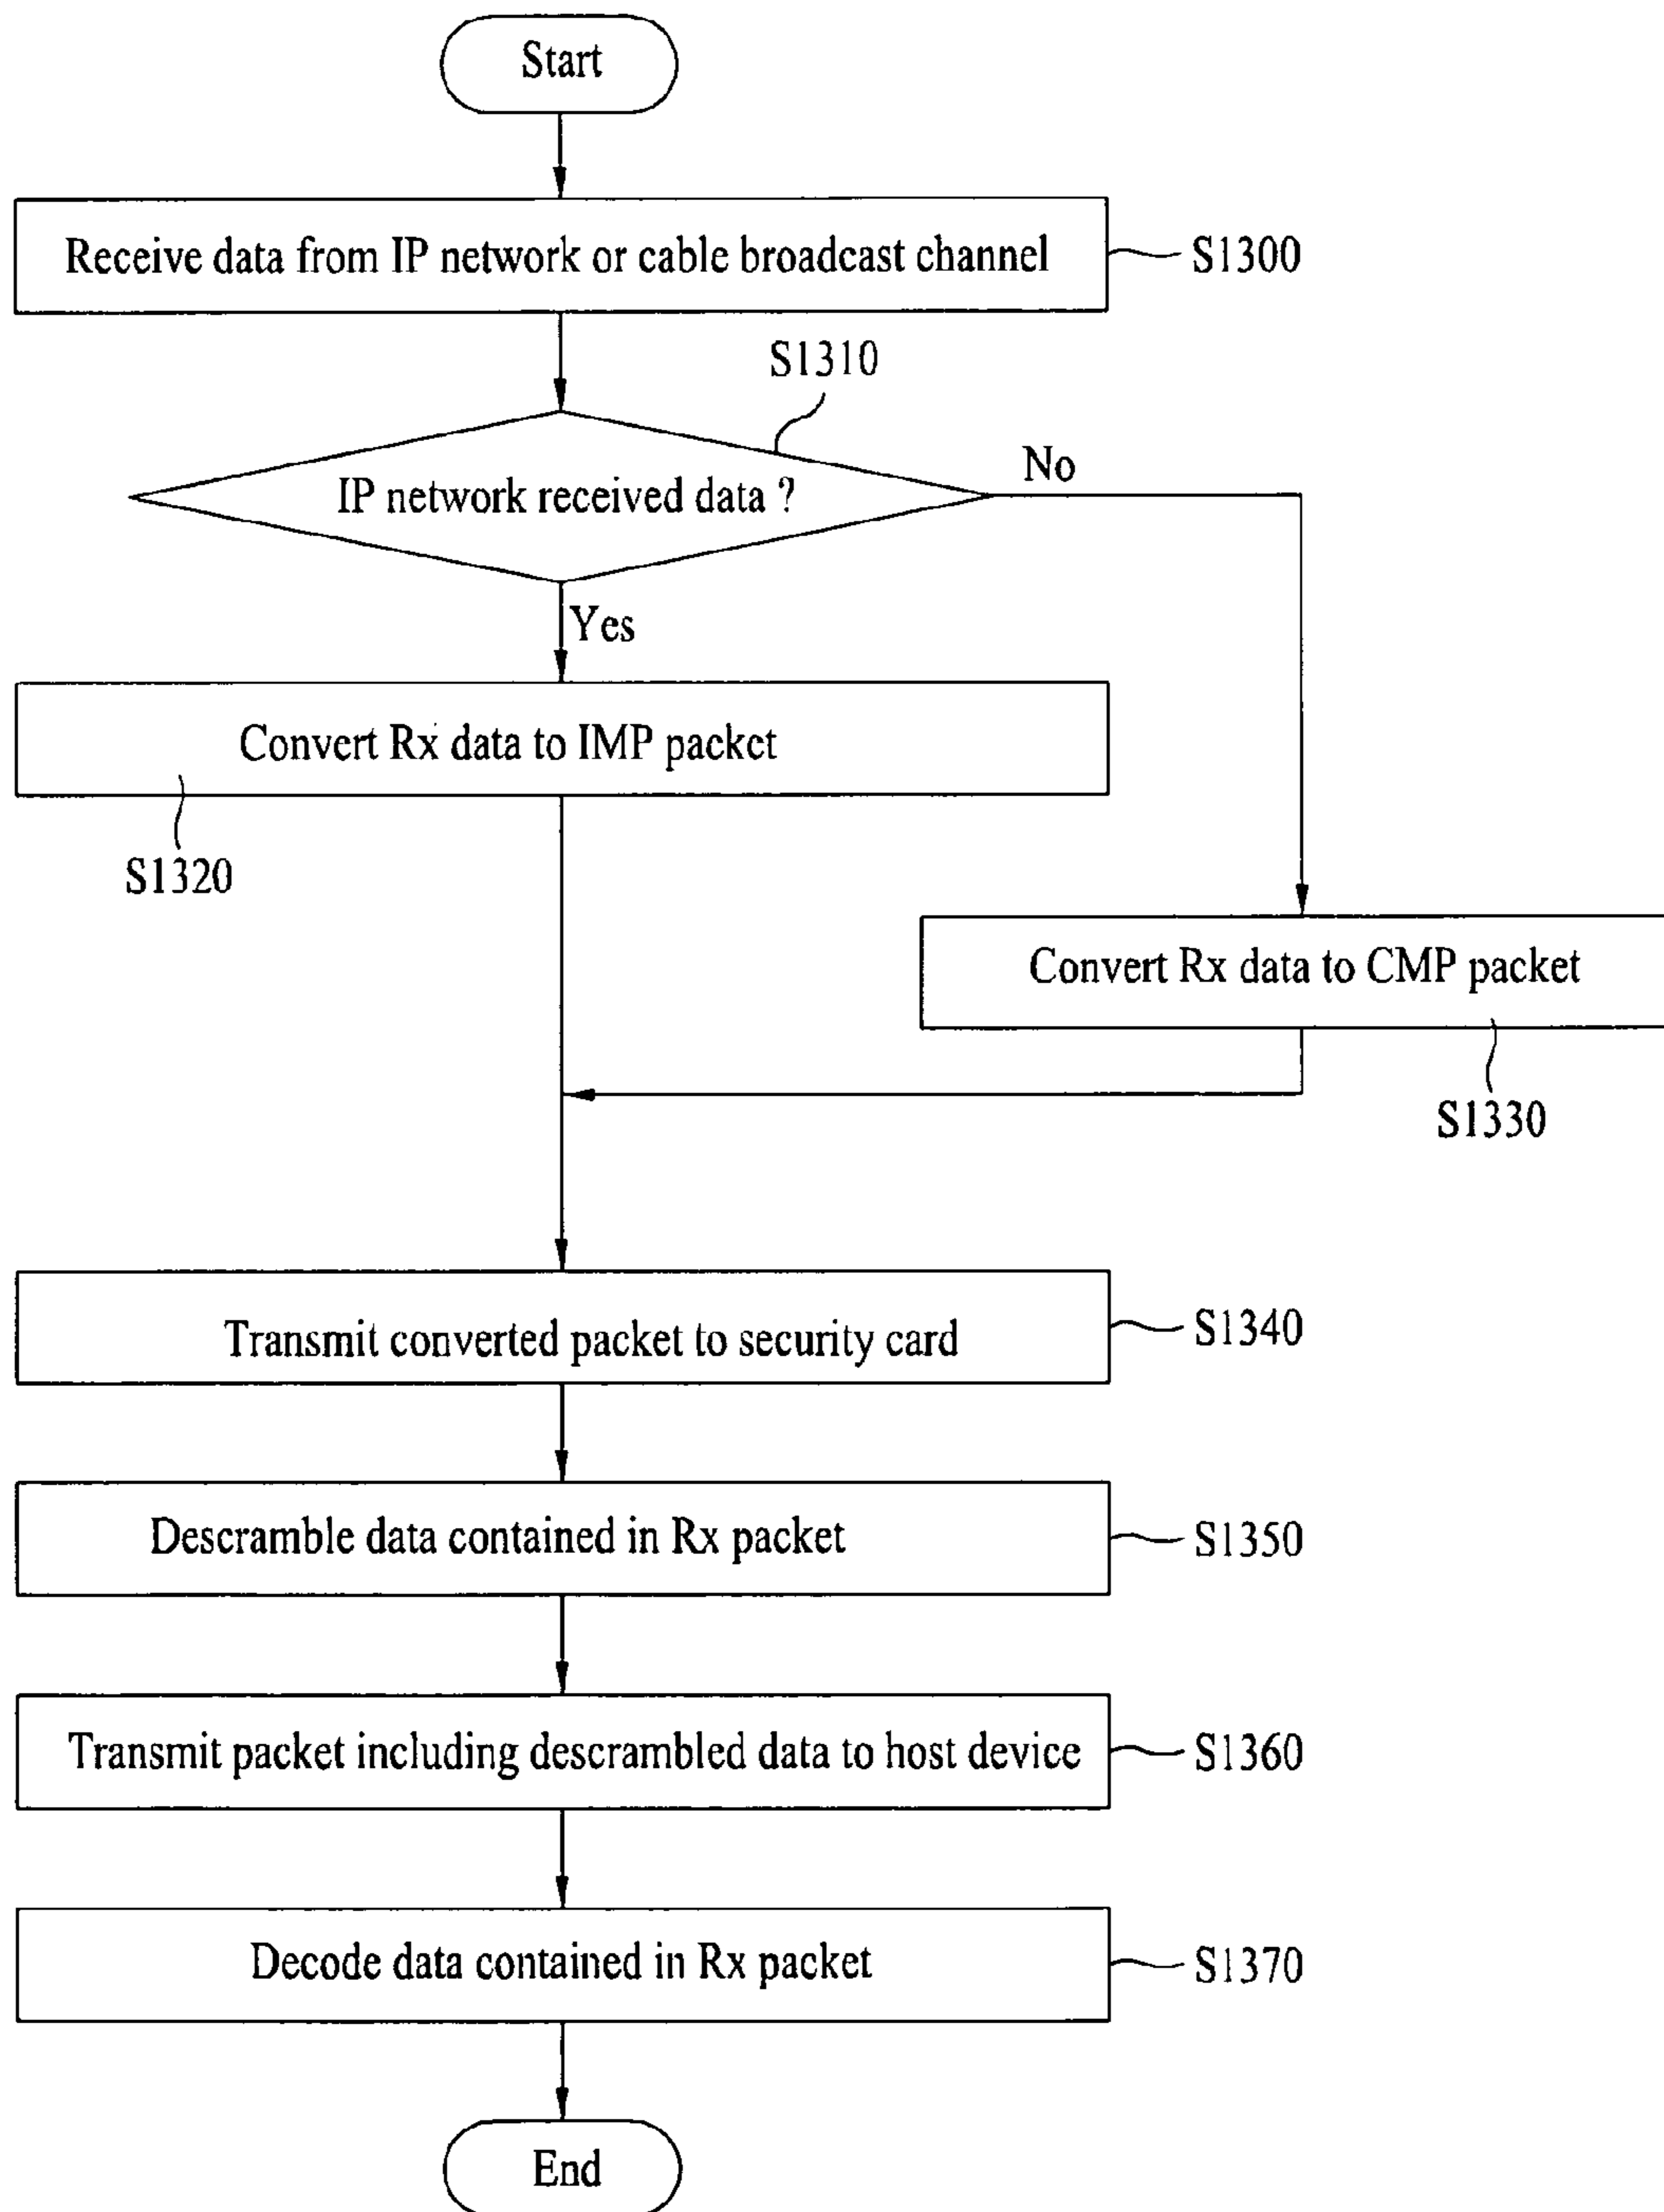 Start
Receive data from IP network or cable broadcast channel
S1300
S1310
IP network received data ?
No
Yes
Convert Rx data to IMP packet
S1320
Convert Rx data to CMP packet
S1330
Transmit converted packet to security card
S1340
Descramble data contained in Rx packet
S1350
Transmit packet including descrambled data to host device
S1360
Decode data contained in Rx packet
S1370
End